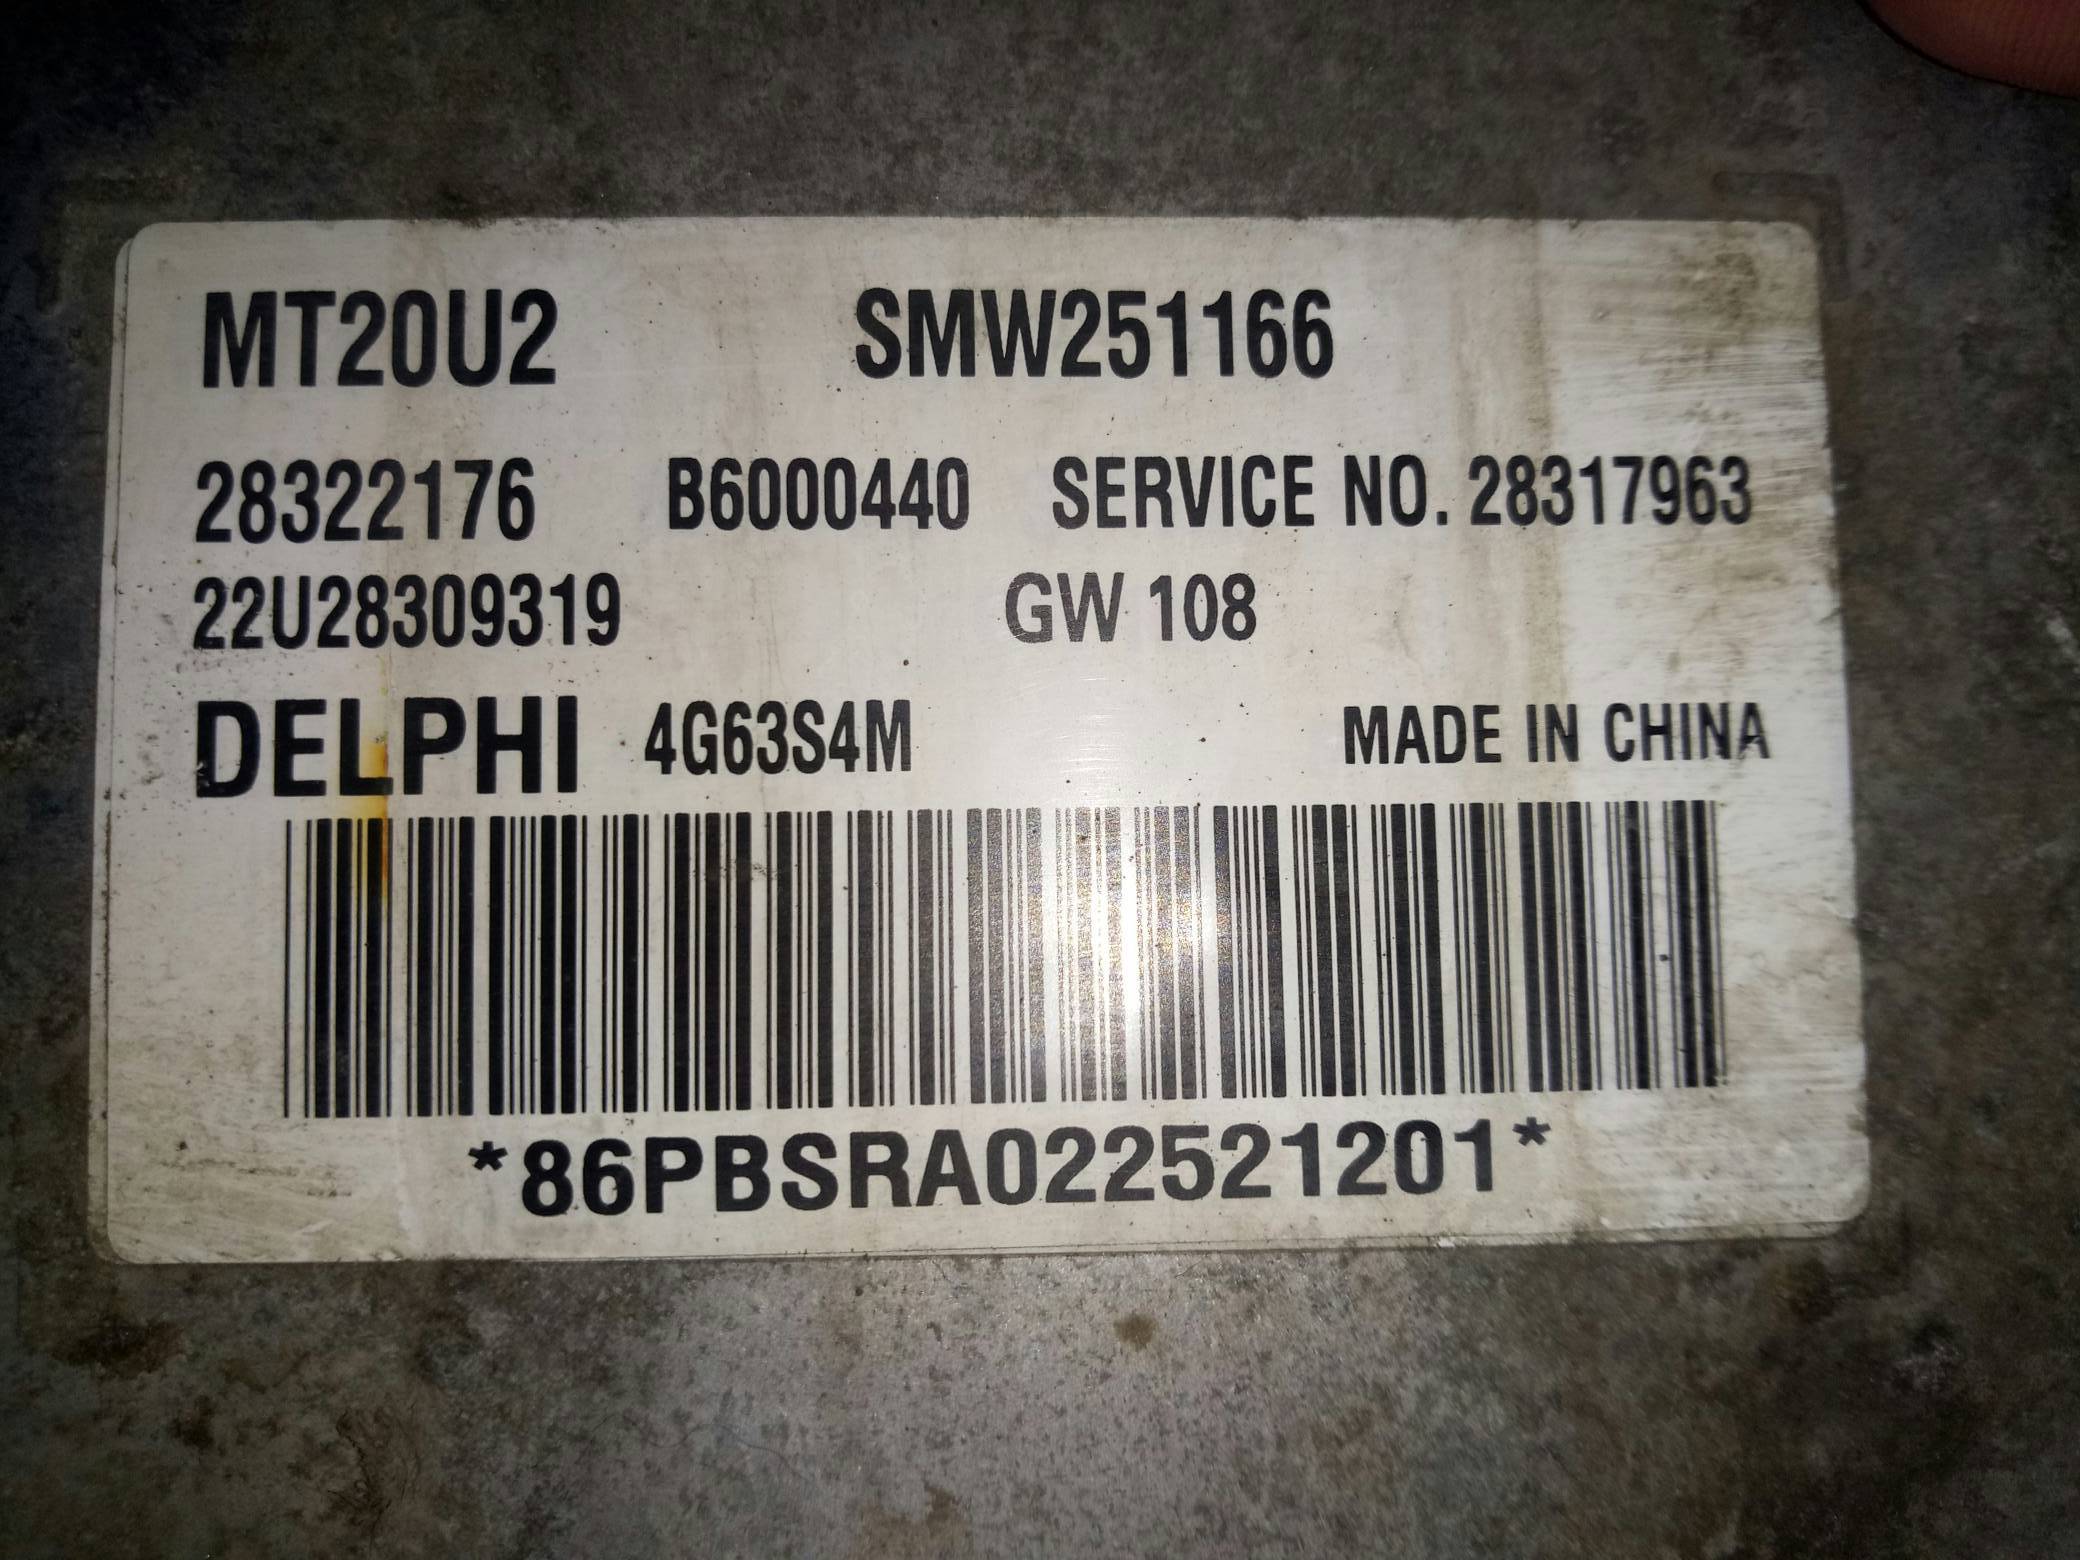 MT20U2 SMW251166
28322176 B6000440 SERVICE NO. 28317963
22U28309319 GW 108
DELPHI 4G63S4M MADE IN CHINA
*86PBSRA022521201*